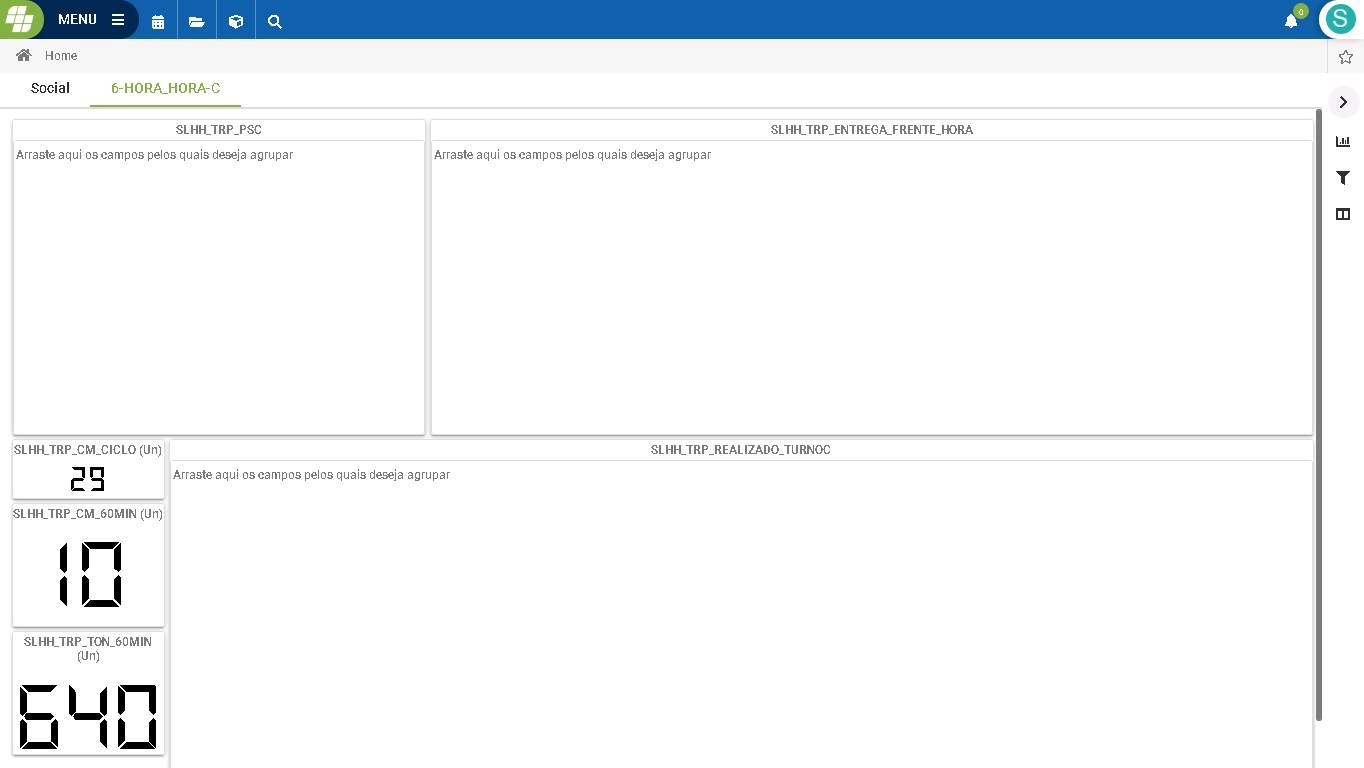 MENU
0
S
Home
Social
6-HORA_HORA-C
SLHH_TRP_PSC
SLHH_TRP_ENTREGA_FRENTE_HORA
Arraste aqui os campos pelos quais deseja agrupar
Arraste aqui os campos pelos quais deseja agrupar
SLHH_TRP_CM_CICLO (Un)
29
SLHH_TRP_REALIZADO_TURNOC
Arraste aqui os campos pelos quais deseja agrupar
SLHH_TRP_CM_60MIN (Un)
10
SLHH_TRP_TON_60MIN
(Un)
640